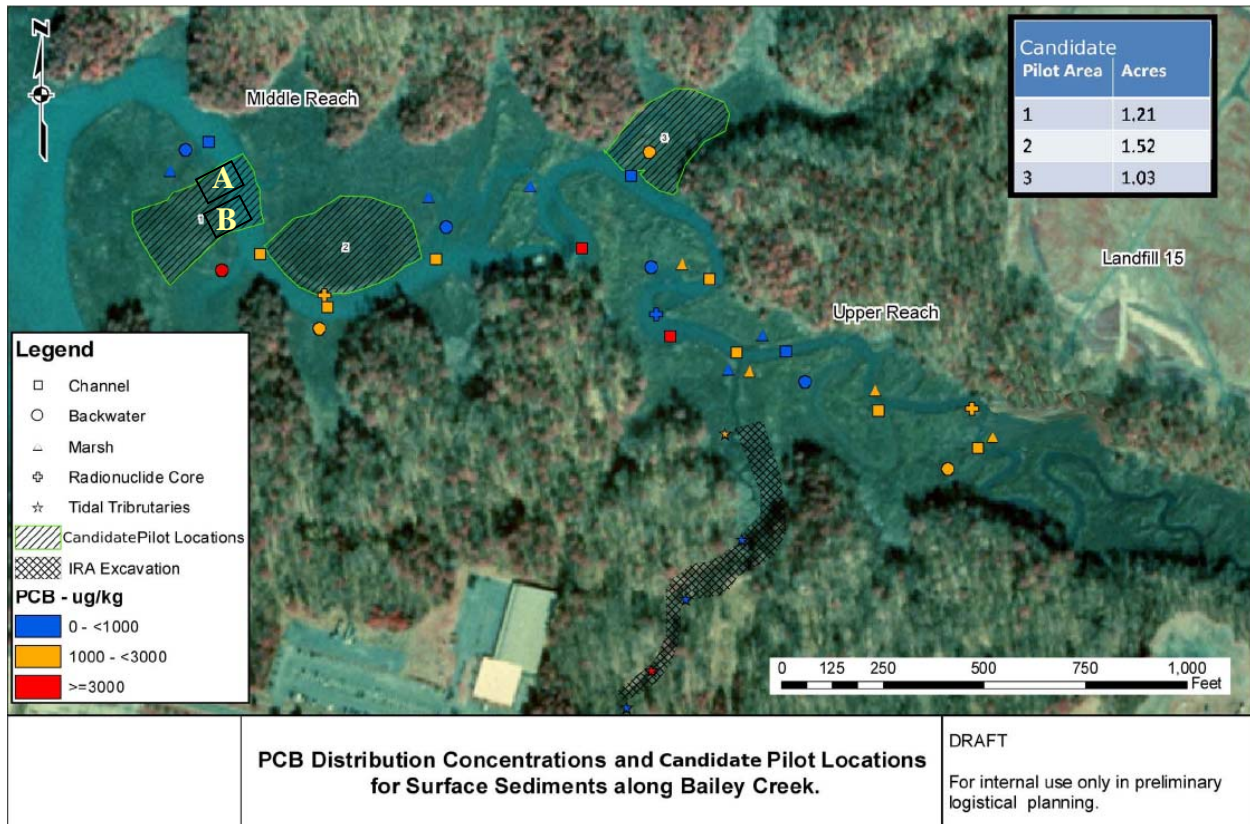 N
Middle Reach
Candidate
Pilot Area Acres
1 1.21
2 1.52
3 1.03
A
B
1
2
3
Landfill 15
Upper Reach
Legend
Channel
Backwater
Marsh
Radionuclide Core
Tidal Tribrutaries
CandidatePilot Locations
IRA Excavation
PCB - ug/kg
0 - <1000
1000 - <3000
>=3000
0 125 250 500 750 1,000
Feet
PCB Distribution Concentrations and Candidate Pilot Locations
for Surface Sediments along Bailey Creek.
DRAFT
For internal use only in preliminary
logistical planning.